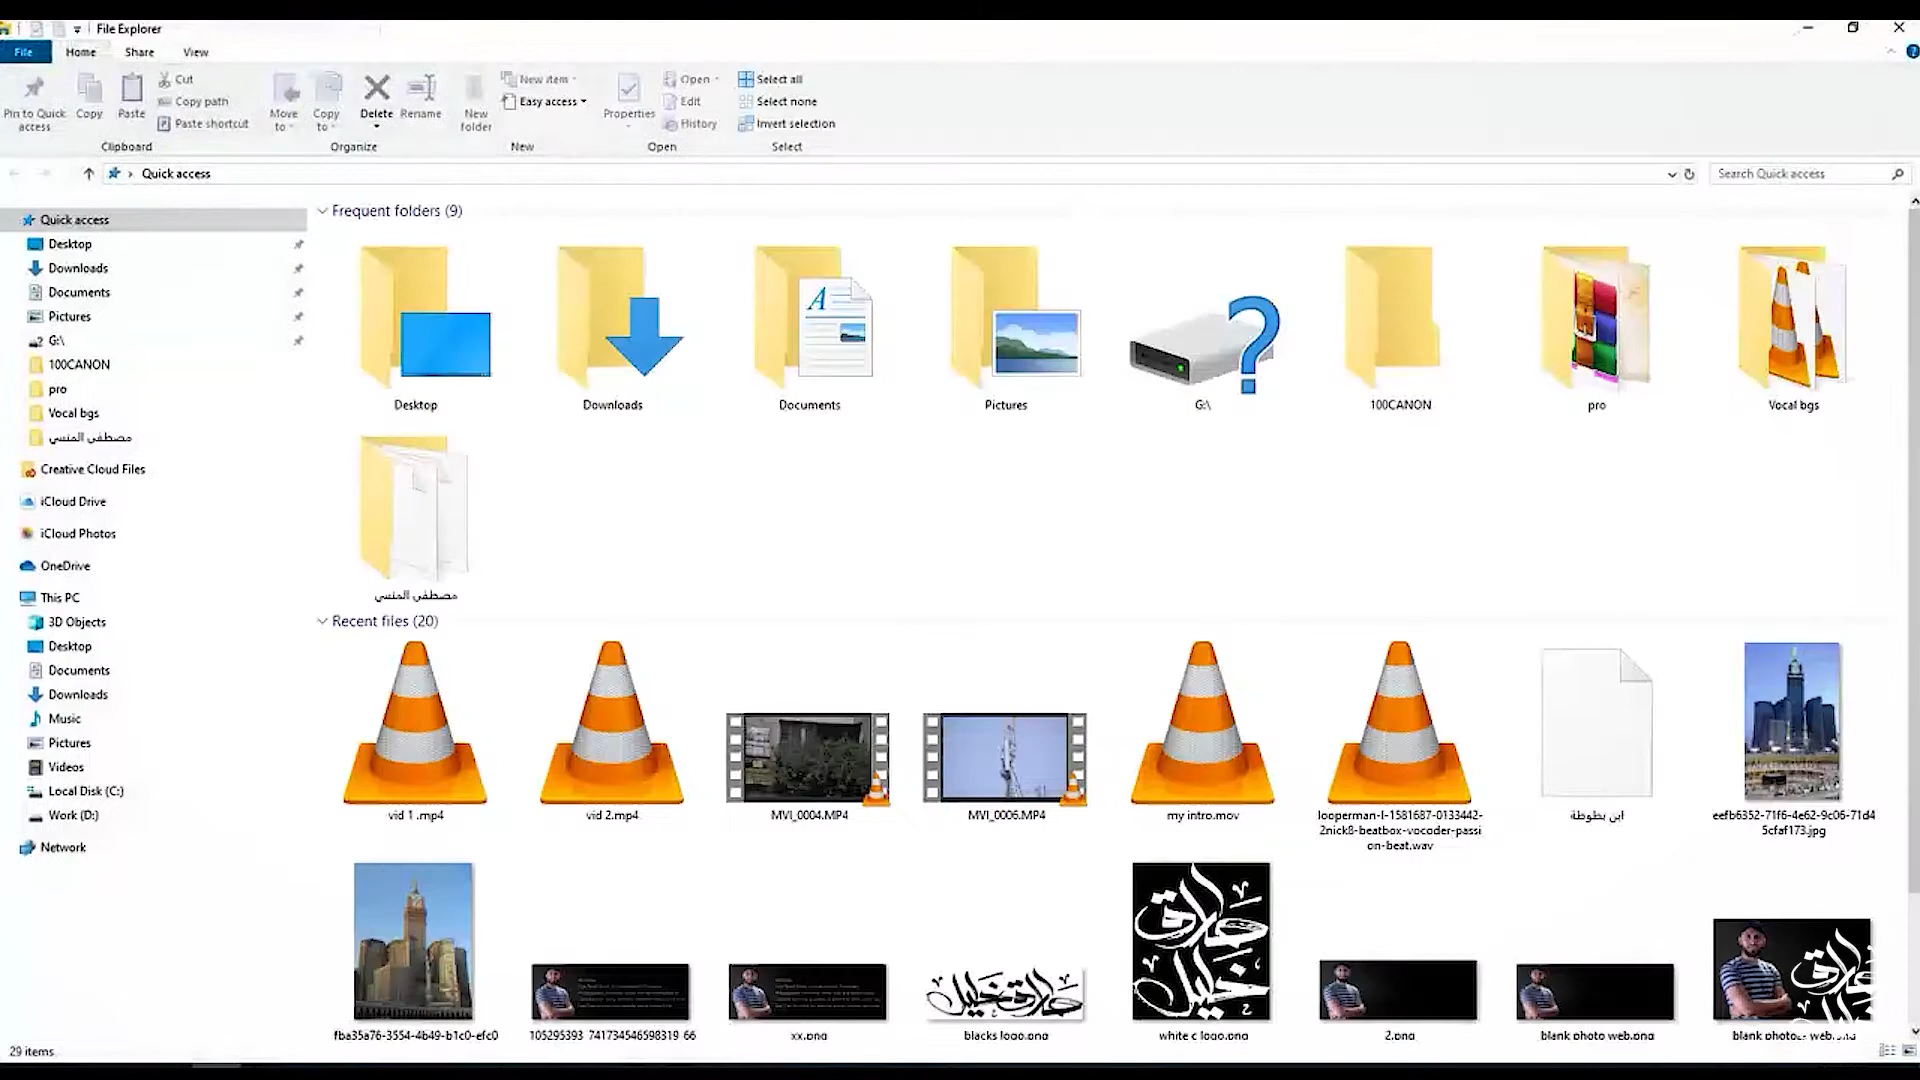 File Explorer
File Home Share View
Pin to Quick access
Copy
Paste
Cut
Copy path
Paste shortcut
Move to
Copy to
Delete
Rename
New folder
New item
Easy access
Properties
Open
Edit
History
Select all
Select none
Invert selection
Clipboard Organize New Open Select
Quick access
Search Quick access
Quick access
Desktop
Downloads
Documents
Pictures
G:\
100CANON
pro
Vocal bgs
مصطفى المنسي
Creative Cloud Files
iCloud Drive
iCloud Photos
OneDrive
This PC
3D Objects
Desktop
Documents
Downloads
Music
Pictures
Videos
Local Disk (C:)
Work (D:)
Network
Frequent folders (9)
Desktop Downloads Documents Pictures G:\ 100CANON pro Vocal bgs
مصطفى المنسي
Recent files (20)
vid 1.mp4
vid 2.mp4
MVI_0004.MP4
MVI_0006.MP4
my intro.mov
looperman-l-1581687-0133442-
2nick8-beatbox-vocoder-passi
on-beat.wav
ابن بطوطة
eefb6352-71f6-4e62-9c06-71d4
5cfaf173.jpg
fba35a76-3554-4b49-b1c0-efc0
105295393_741734546598319_66
xx.png
blacks logo.png
white c logo.png
2.png
blank photo web.png
29 items